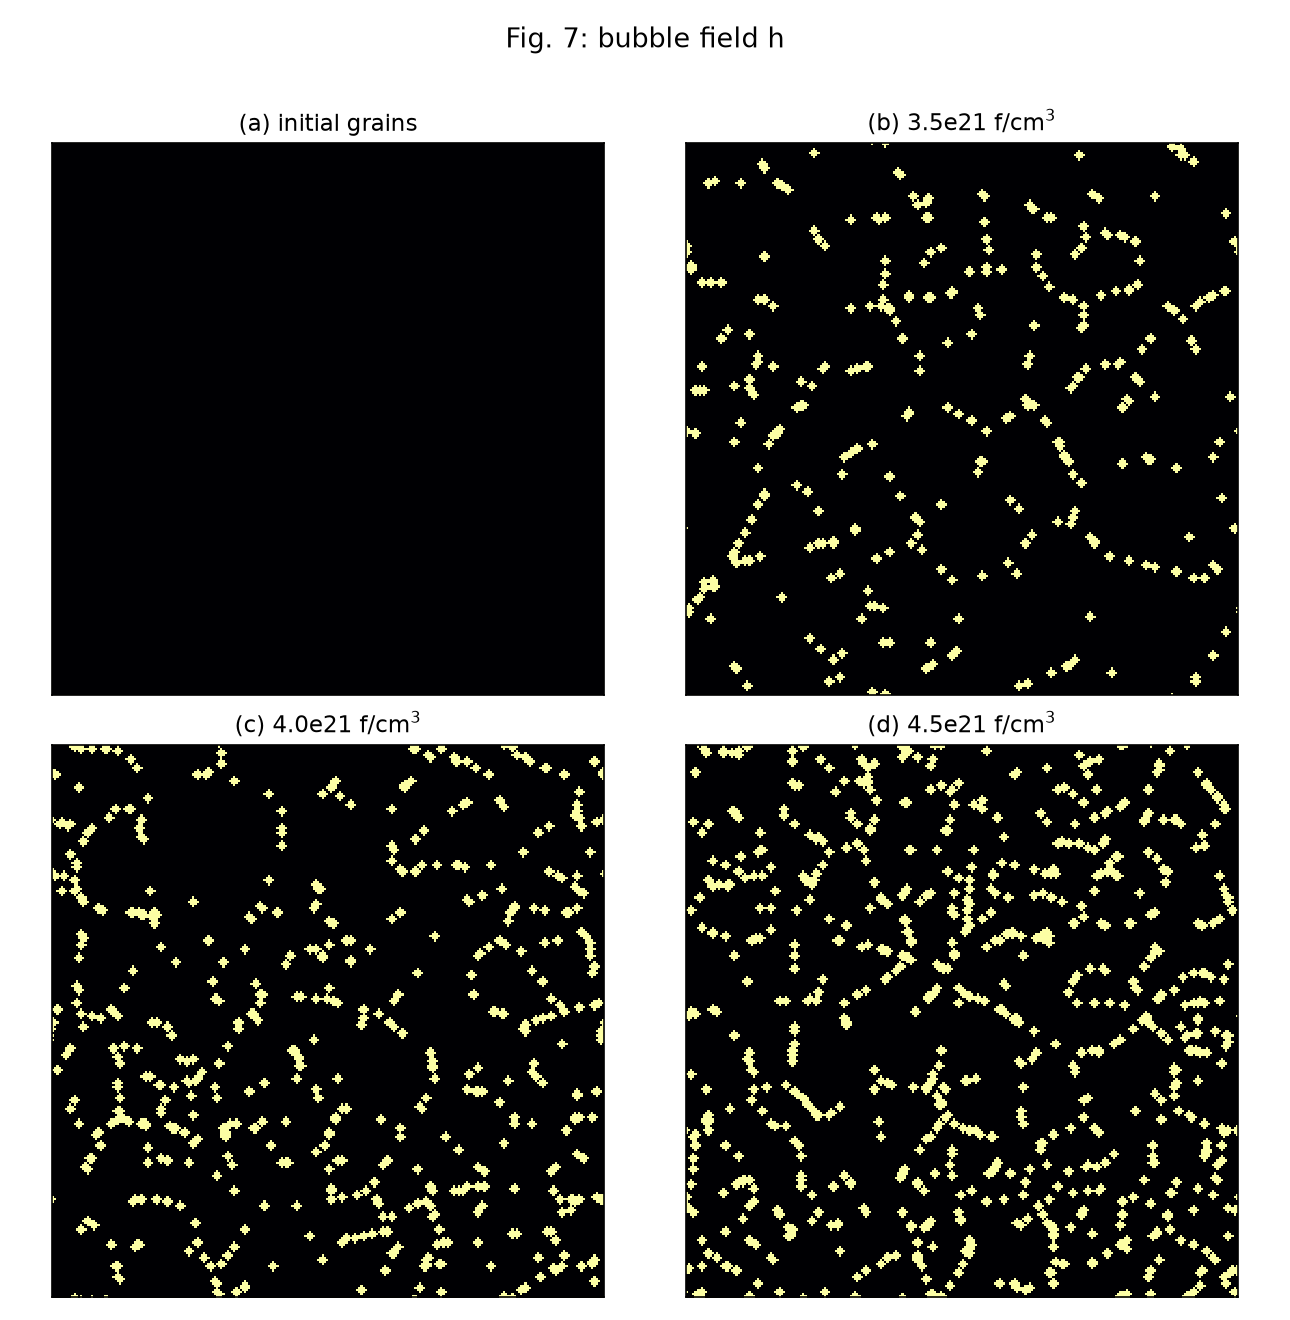 Fig. 7: bubble field h
(a) initial grains
(b) 3.5e21 f/cm³
(c) 4.0e21 f/cm³
(d) 4.5e21 f/cm³